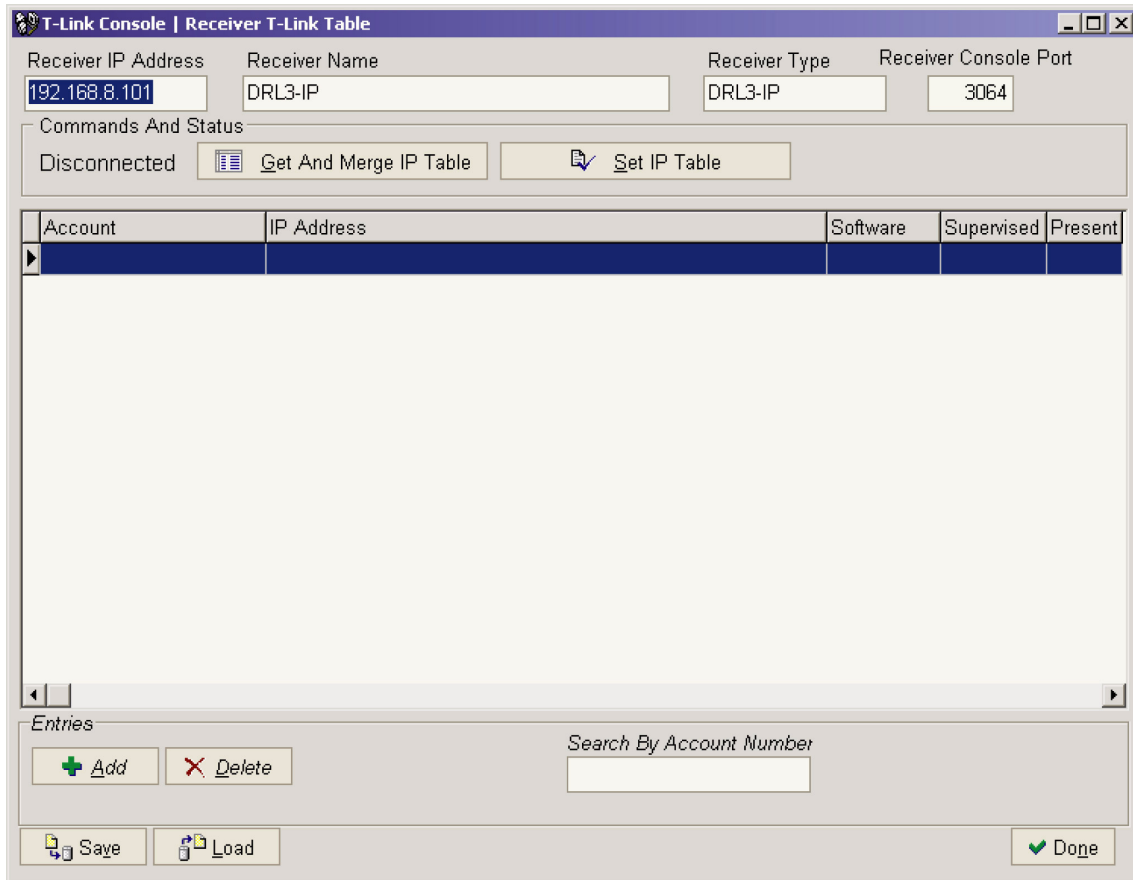 T-Link Console | Receiver T-Link Table
Receiver IP Address Receiver Name Receiver Type Receiver Console Port
192.168.8.101 DRL3-IP DRL3-IP 3064
Commands And Status
Disconnected Get And Merge IP Table Set IP Table
Account IP Address Software Supervised Present
Entries
Search By Account Number
Add Delete
Save Load Done